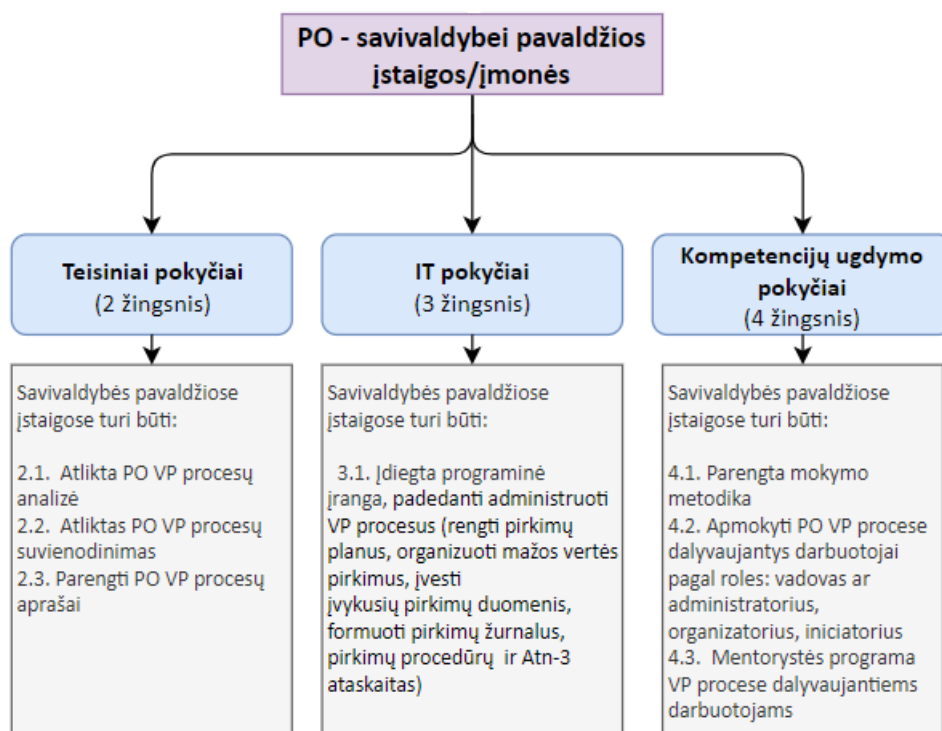 PO - savivaldybei pavaldžios
įstaigos/įmonės
Teisiniai pokyčiai
(2 žingsnis)
IT pokyčiai
(3 žingsnis)
Kompetencijų ugdymo
pokyčiai
(4 žingsnis)
Savivaldybės pavaldžiose
įstaigose turi būti:
2.1. Atlikta PO VP procesų
analizė
2.2. Atliktas PO VP procesų
suvienodinimas
2.3. Parengti PO VP procesų
aprašai
Savivaldybės pavaldžiose
įstaigose turi būti:
3.1. Įdiegta programinė
įranga, padedanti administruoti
VP procesus (rengti pirkimų
planus, organizuoti mažos vertės
pirkimus, įvesti
įvykusių pirkimų duomenis,
formuoti pirkimų žurnalus,
pirkimų procedūrų ir Atn-3
ataskaitas)
Savivaldybės pavaldžiose
įstaigose turi būti:
4.1. Parengta mokymo
metodika
4.2. Apmokyti PO VP procese
dalyvaujantys darbuotojai
pagal roles: vadovas ar
administratorius,
organizatorius, iniciatorius
4.3. Mentorystės programa
VP procese dalyvaujantiems
darbuotojams